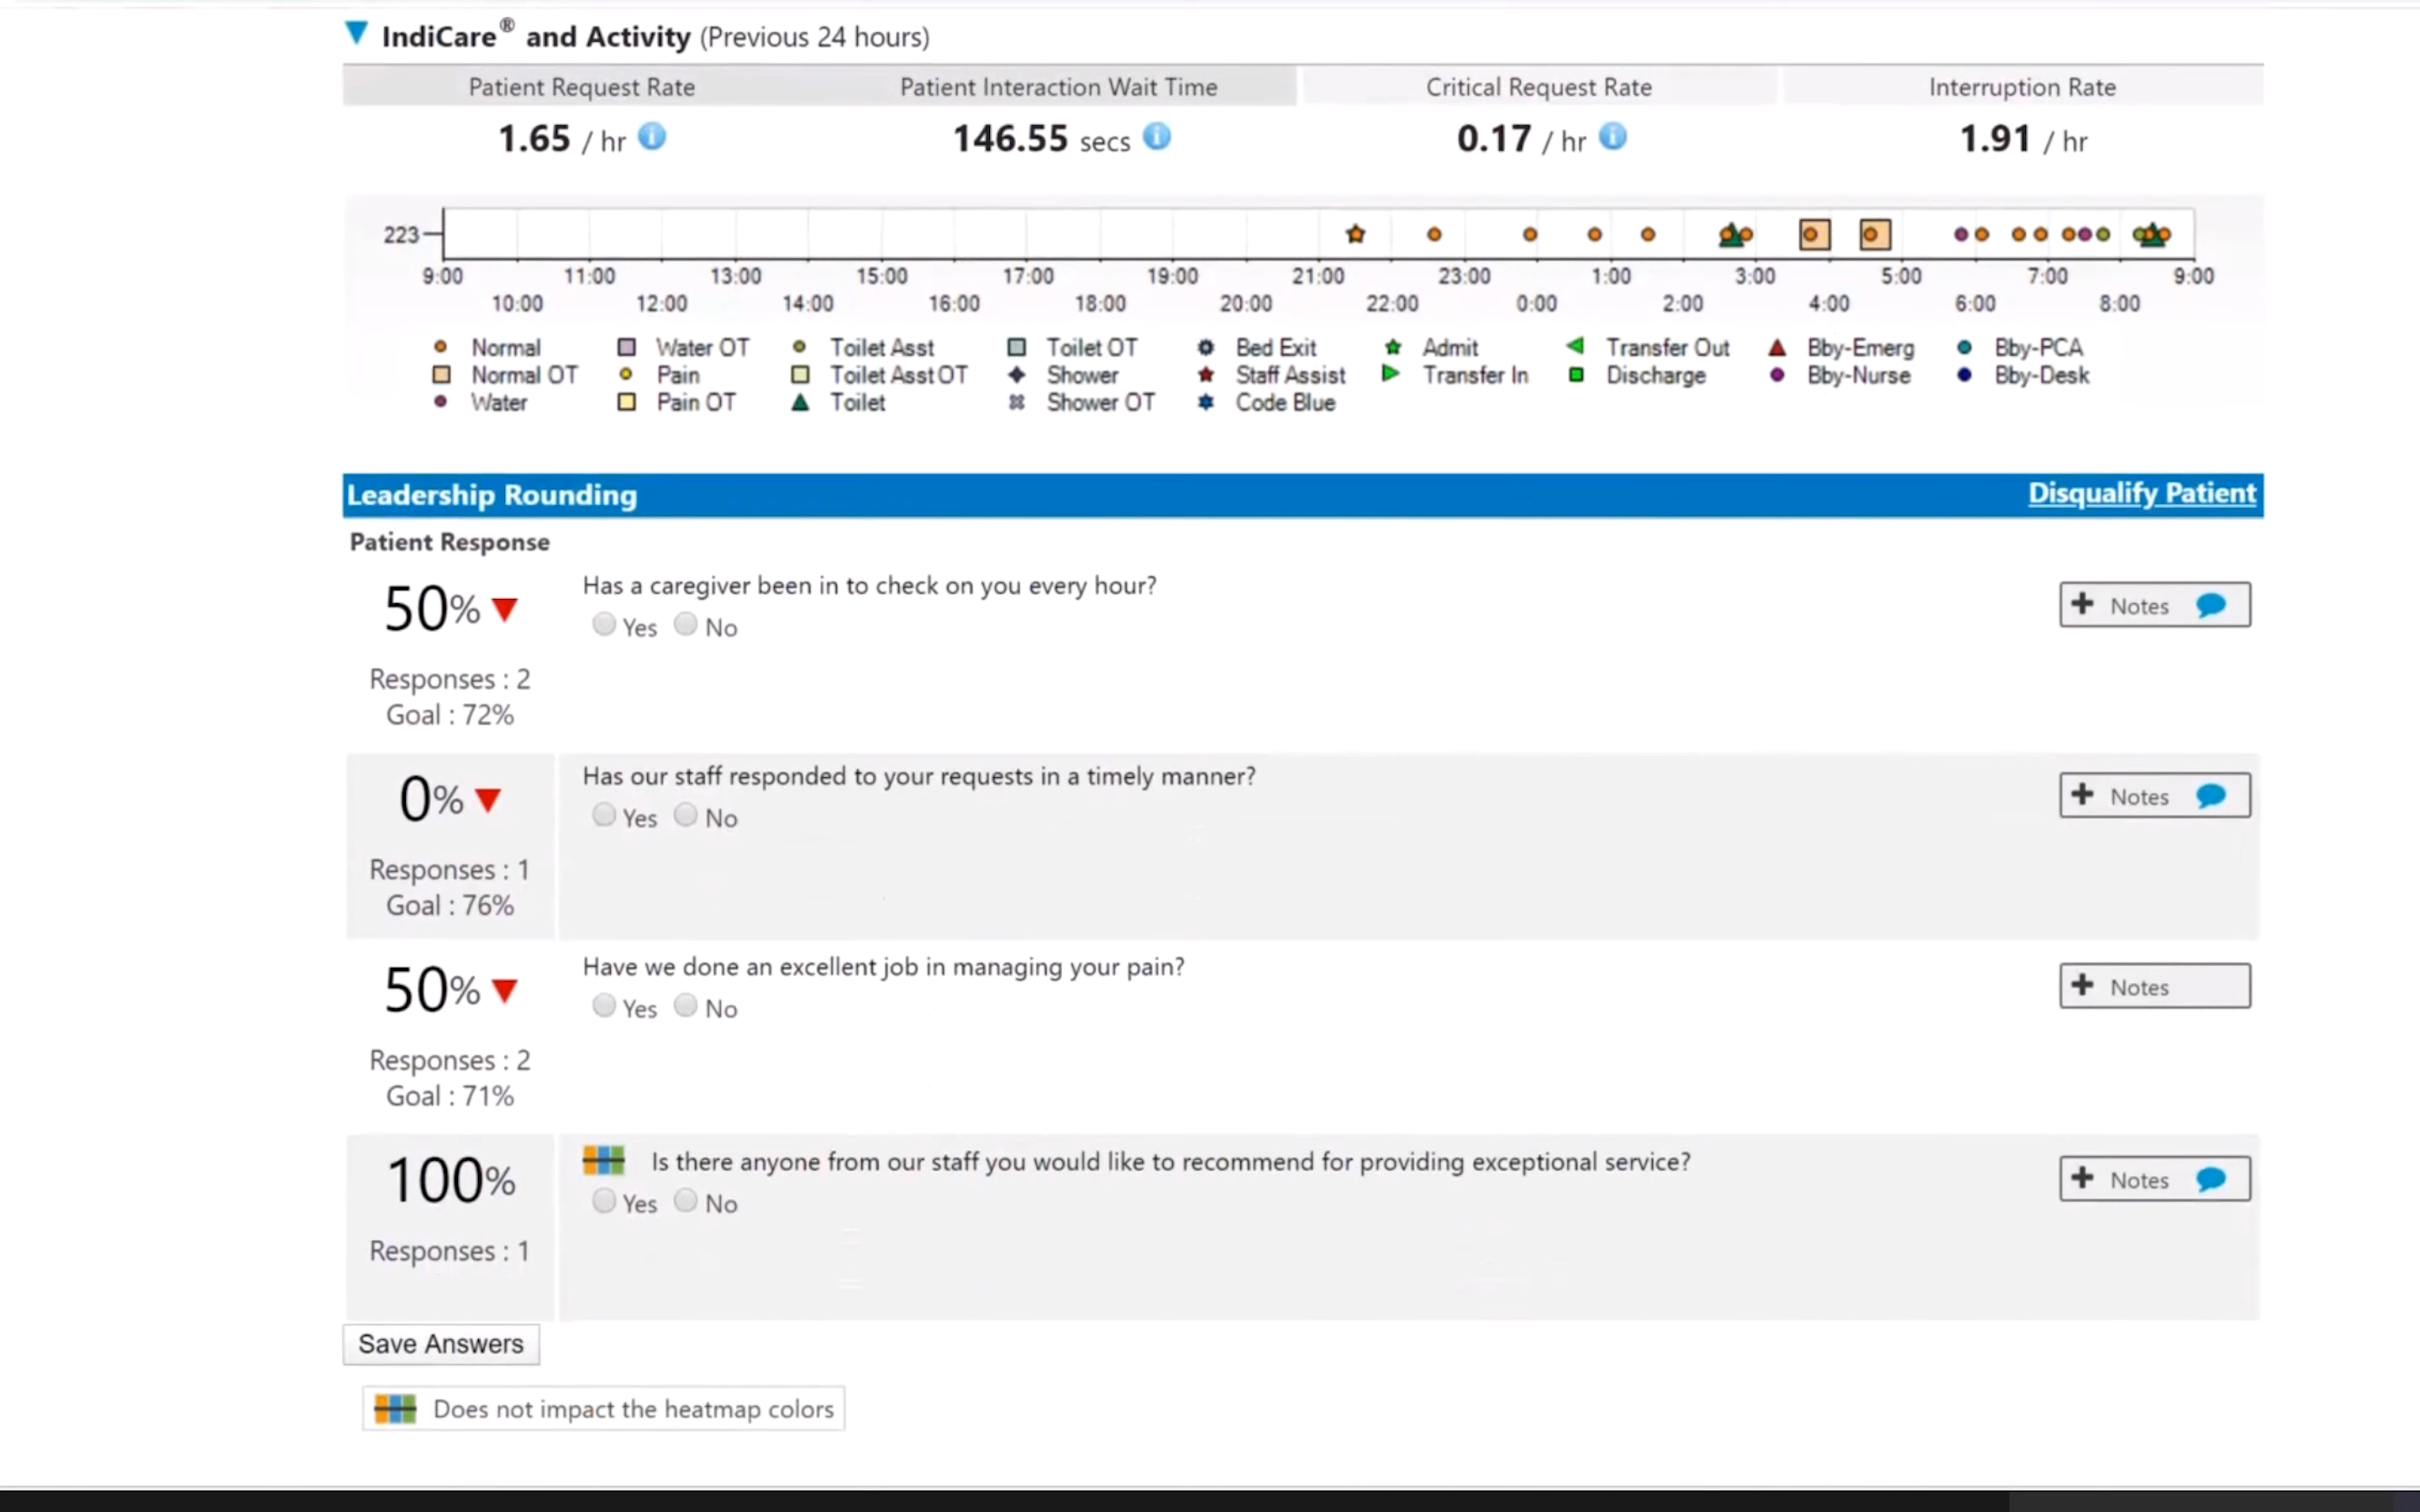 IndiCare® and Activity (Previous 24 hours)
Patient Request Rate Patient Interaction Wait Time Critical Request Rate Interruption Rate
1.65 / hr 146.55 secs 0.17 / hr 1.91 / hr
223
9:00 11:00 13:00 15:00 17:00 19:00 21:00 23:00 1:00 3:00 5:00 7:00 9:00
10:00 12:00 14:00 16:00 18:00 20:00 22:00 0:00 2:00 4:00 6:00 8:00
Normal Water OT Toilet Asst Toilet OT Bed Exit Admit Transfer Out Bby-Emerg Bby-PCA
Normal OT Pain Toilet Asst OT Shower Staff Assist Transfer In Discharge Bby-Nurse Bby-Desk
Water Pain OT Toilet Shower OT Code Blue
Leadership Rounding Disqualify Patient
Patient Response
50% Has a caregiver been in to check on you every hour? + Notes
Yes No
Responses : 2
Goal : 72%
0% Has our staff responded to your requests in a timely manner? + Notes
Yes No
Responses : 1
Goal : 76%
50% Have we done an excellent job in managing your pain? + Notes
Yes No
Responses : 2
Goal : 71%
100% Is there anyone from our staff you would like to recommend for providing exceptional service? + Notes
Yes No
Responses : 1
Save Answers
Does not impact the heatmap colors